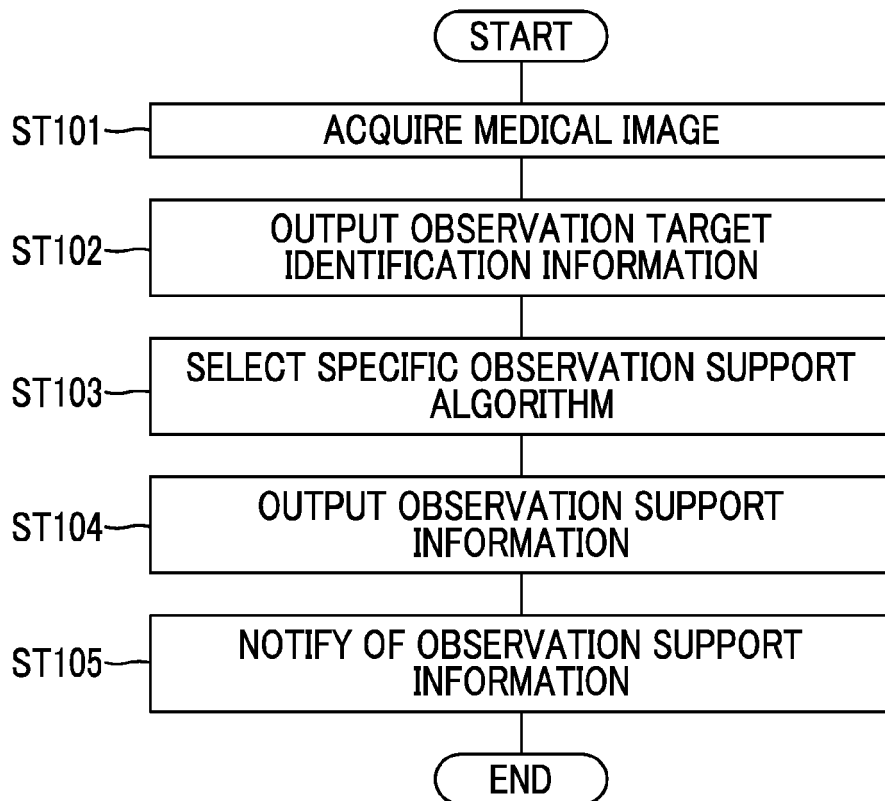 START
ST101
ACQUIRE MEDICAL IMAGE
ST102
OUTPUT OBSERVATION TARGET
IDENTIFICATION INFORMATION
ST103
SELECT SPECIFIC OBSERVATION SUPPORT
ALGORITHM
ST104
OUTPUT OBSERVATION SUPPORT
INFORMATION
ST105
NOTIFY OF OBSERVATION SUPPORT
INFORMATION
END